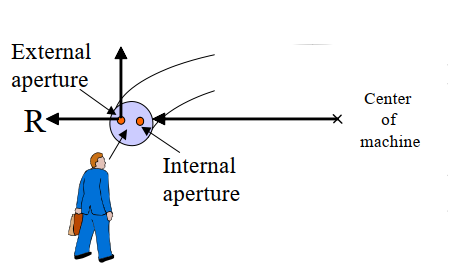 External
aperture
R
Center
of
machine
Internal
aperture